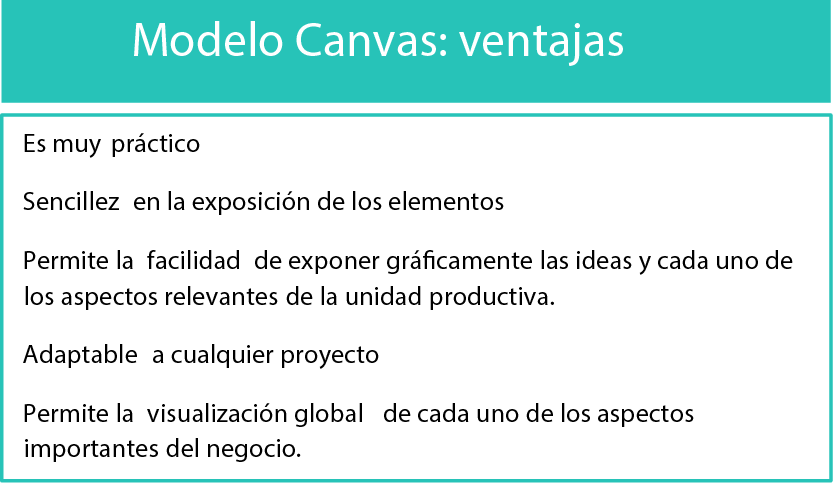 Modelo Canvas: ventajas
Es muy práctico
Sencillez en la exposición de los elementos
Permite la facilidad de exponer gráficamente las ideas y cada uno de
los aspectos relevantes de la unidad productiva.
Adaptable a cualquier proyecto
Permite la visualización global de cada uno de los aspectos
importantes del negocio.